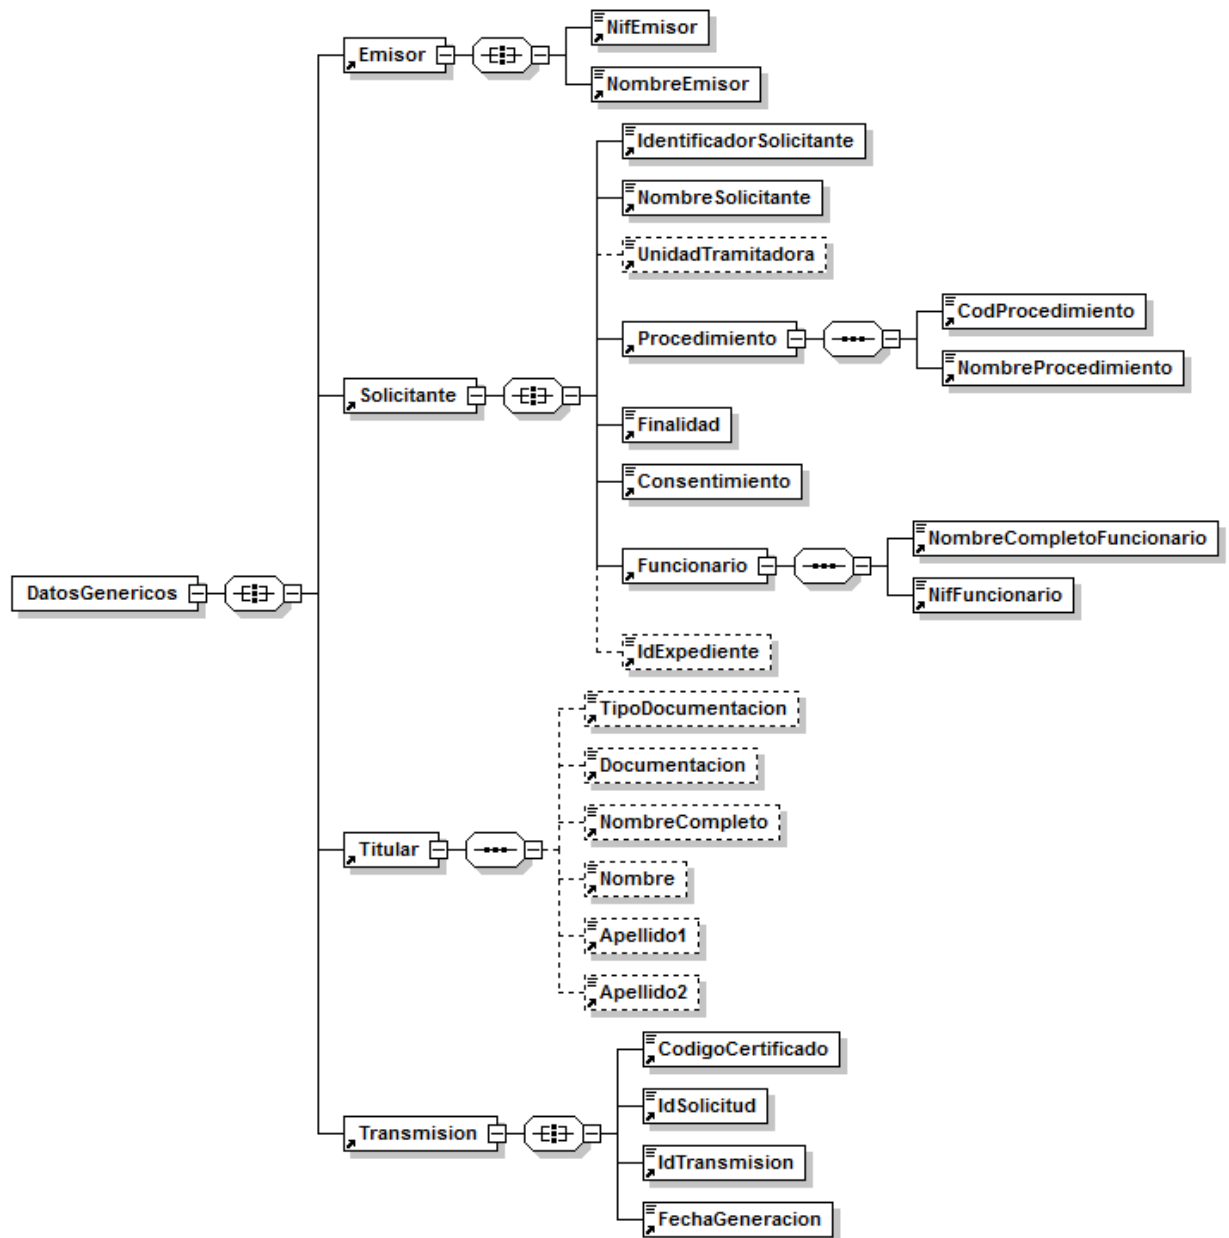 DatosGenericos
Emisor
NifEmisor
NombreEmisor
Solicitante
IdentificadorSolicitante
NombreSolicitante
UnidadTramitadora
Procedimiento
CodProcedimiento
NombreProcedimiento
Finalidad
Consentimiento
Funcionario
NombreCompletoFuncionario
NifFuncionario
IdExpediente
Titular
TipoDocumentacion
Documentacion
NombreCompleto
Nombre
Apellido1
Apellido2
Transmision
CodigoCertificado
IdSolicitud
IdTransmision
FechaGeneracion